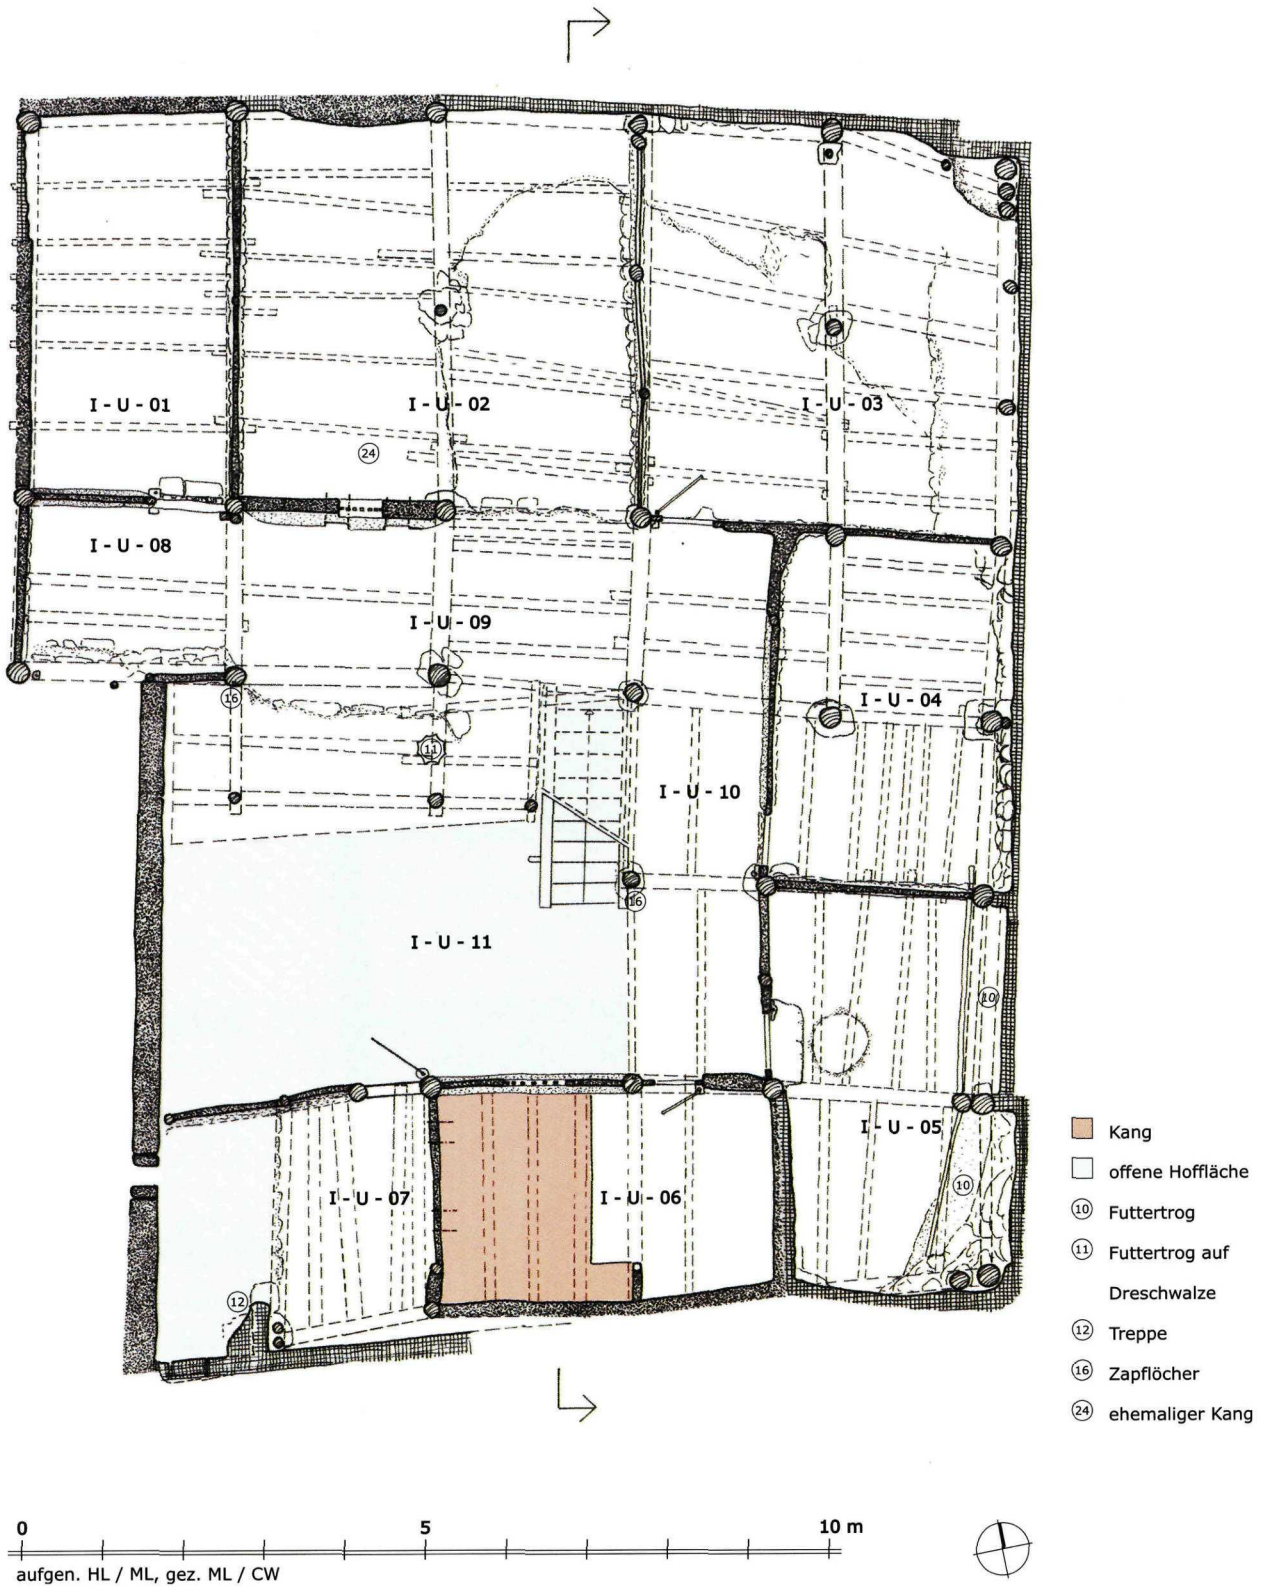 I - U - 01
I - U - 02
I - U - 03
24
I - U - 08
I - U - 09
16
I - U - 04
11
I - U - 10
16
I - U - 11
10
I - U - 05
10
I - U - 07
I - U - 06
12
Kang
offene Hoffläche
10 Futtertrog
11 Futtertrog auf
Dreschwalze
12 Treppe
16 Zapflöcher
24 ehemaliger Kang
0 5 10 m
aufgen. HL / ML, gez. ML / CW